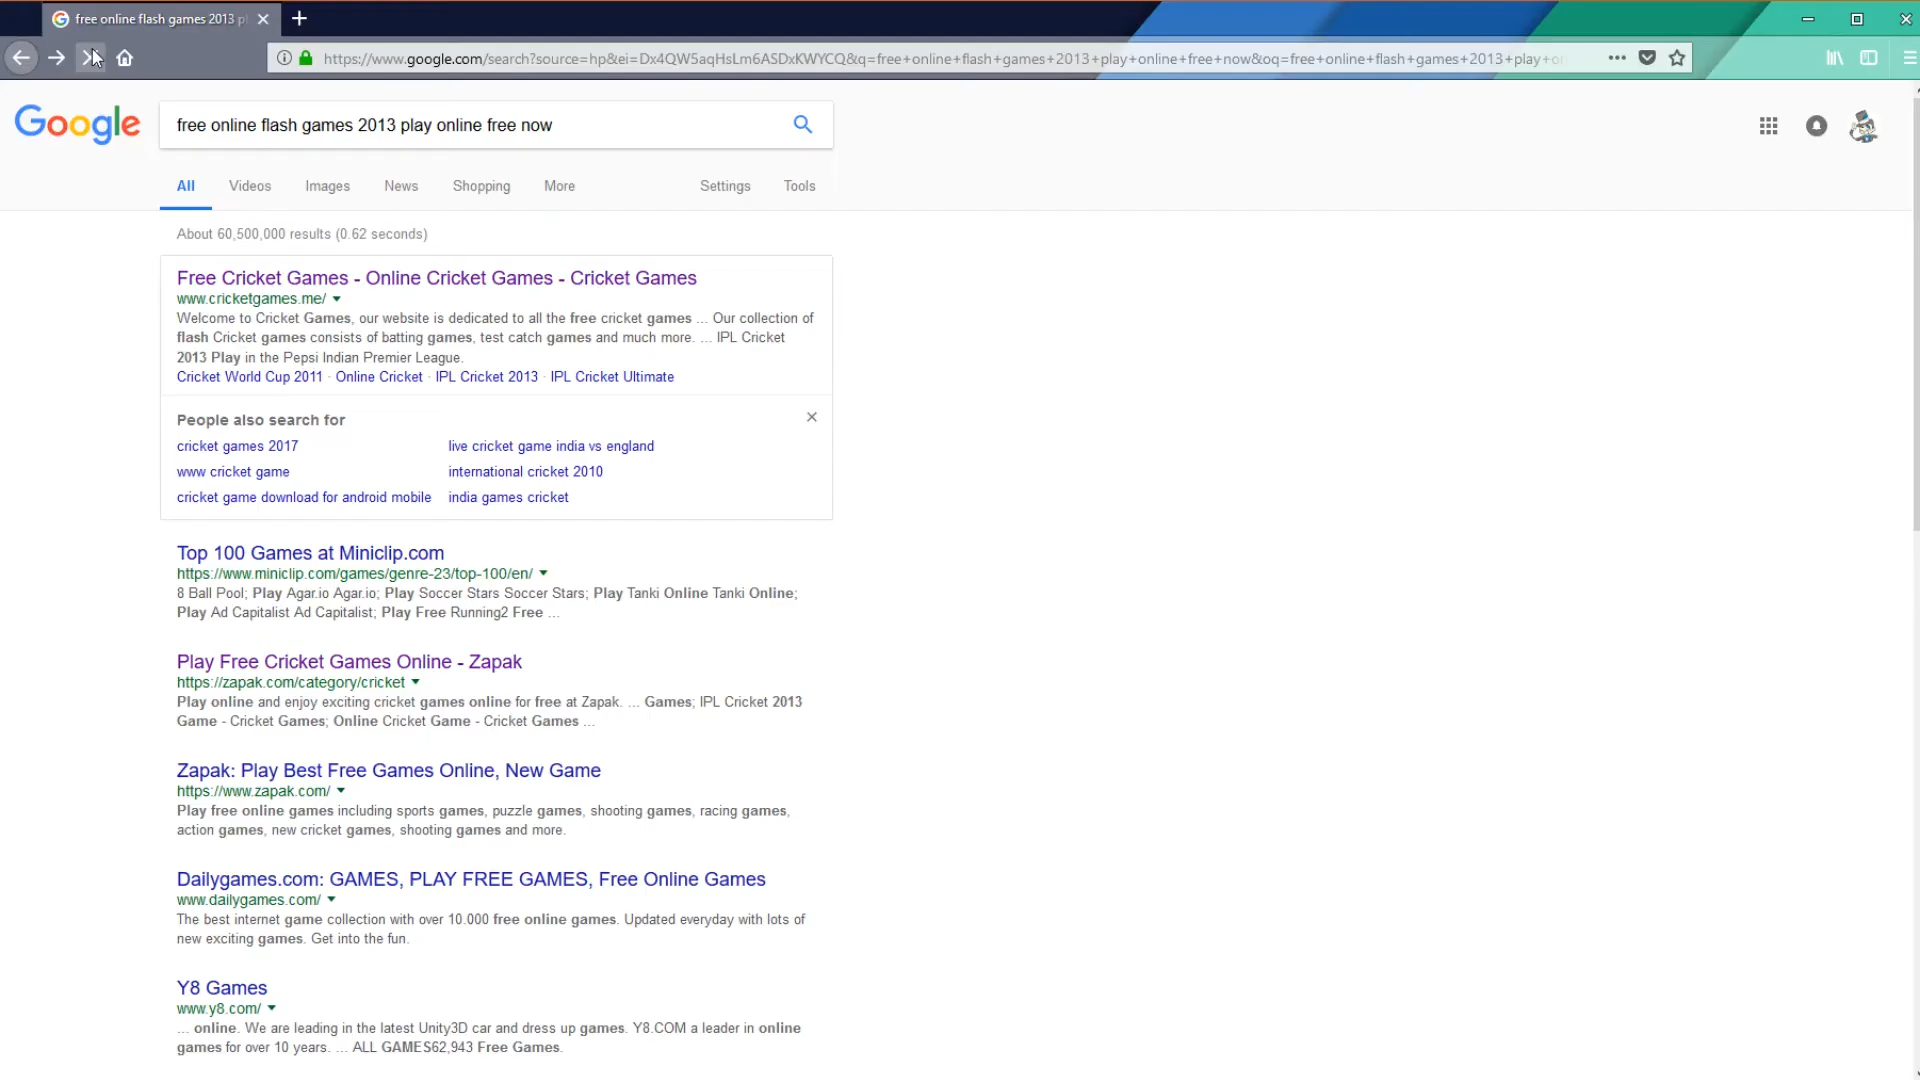 free online flash games 2013 p
https://www.google.com/search?source=hp&ei=Dx4QW5aqHsLm6ASDxKWYCQ&q=free+online+flash+games+2013+play+online+free+now&oq=free+online+flash+games+2013+play+o
Google
free online flash games 2013 play online free now
All Videos Images News Shopping More Settings Tools
About 60,500,000 results (0.62 seconds)
Free Cricket Games - Online Cricket Games - Cricket Games
www.cricketgames.me/
Welcome to Cricket Games, our website is dedicated to all the free cricket games ... Our collection of
flash Cricket games consists of batting games, test catch games and much more. ... IPL Cricket
2013 Play in the Pepsi Indian Premier League.
Cricket World Cup 2011 · Online Cricket · IPL Cricket 2013 · IPL Cricket Ultimate
People also search for
cricket games 2017 live cricket game india vs england
www cricket game international cricket 2010
cricket game download for android mobile india games cricket
Top 100 Games at Miniclip.com
https://www.miniclip.com/games/genre-23/top-100/en/
8 Ball Pool; Play Agar.io Agar.io; Play Soccer Stars Soccer Stars; Play Tanki Online Tanki Online;
Play Ad Capitalist Ad Capitalist; Play Free Running2 Free ...
Play Free Cricket Games Online - Zapak
https://zapak.com/category/cricket
Play online and enjoy exciting cricket games online for free at Zapak. ... Games; IPL Cricket 2013
Game - Cricket Games; Online Cricket Game - Cricket Games ...
Zapak: Play Best Free Games Online, New Game
https://www.zapak.com/
Play free online games including sports games, puzzle games, shooting games, racing games,
action games, new cricket games, shooting games and more.
Dailygames.com: GAMES, PLAY FREE GAMES, Free Online Games
www.dailygames.com/
The best internet game collection with over 10.000 free online games. Updated everyday with lots of
new exciting games. Get into the fun.
Y8 Games
www.y8.com/
... online. We are leading in the latest Unity3D car and dress up games. Y8.COM a leader in online
games for over 10 years. ... ALL GAMES62,943 Free Games.